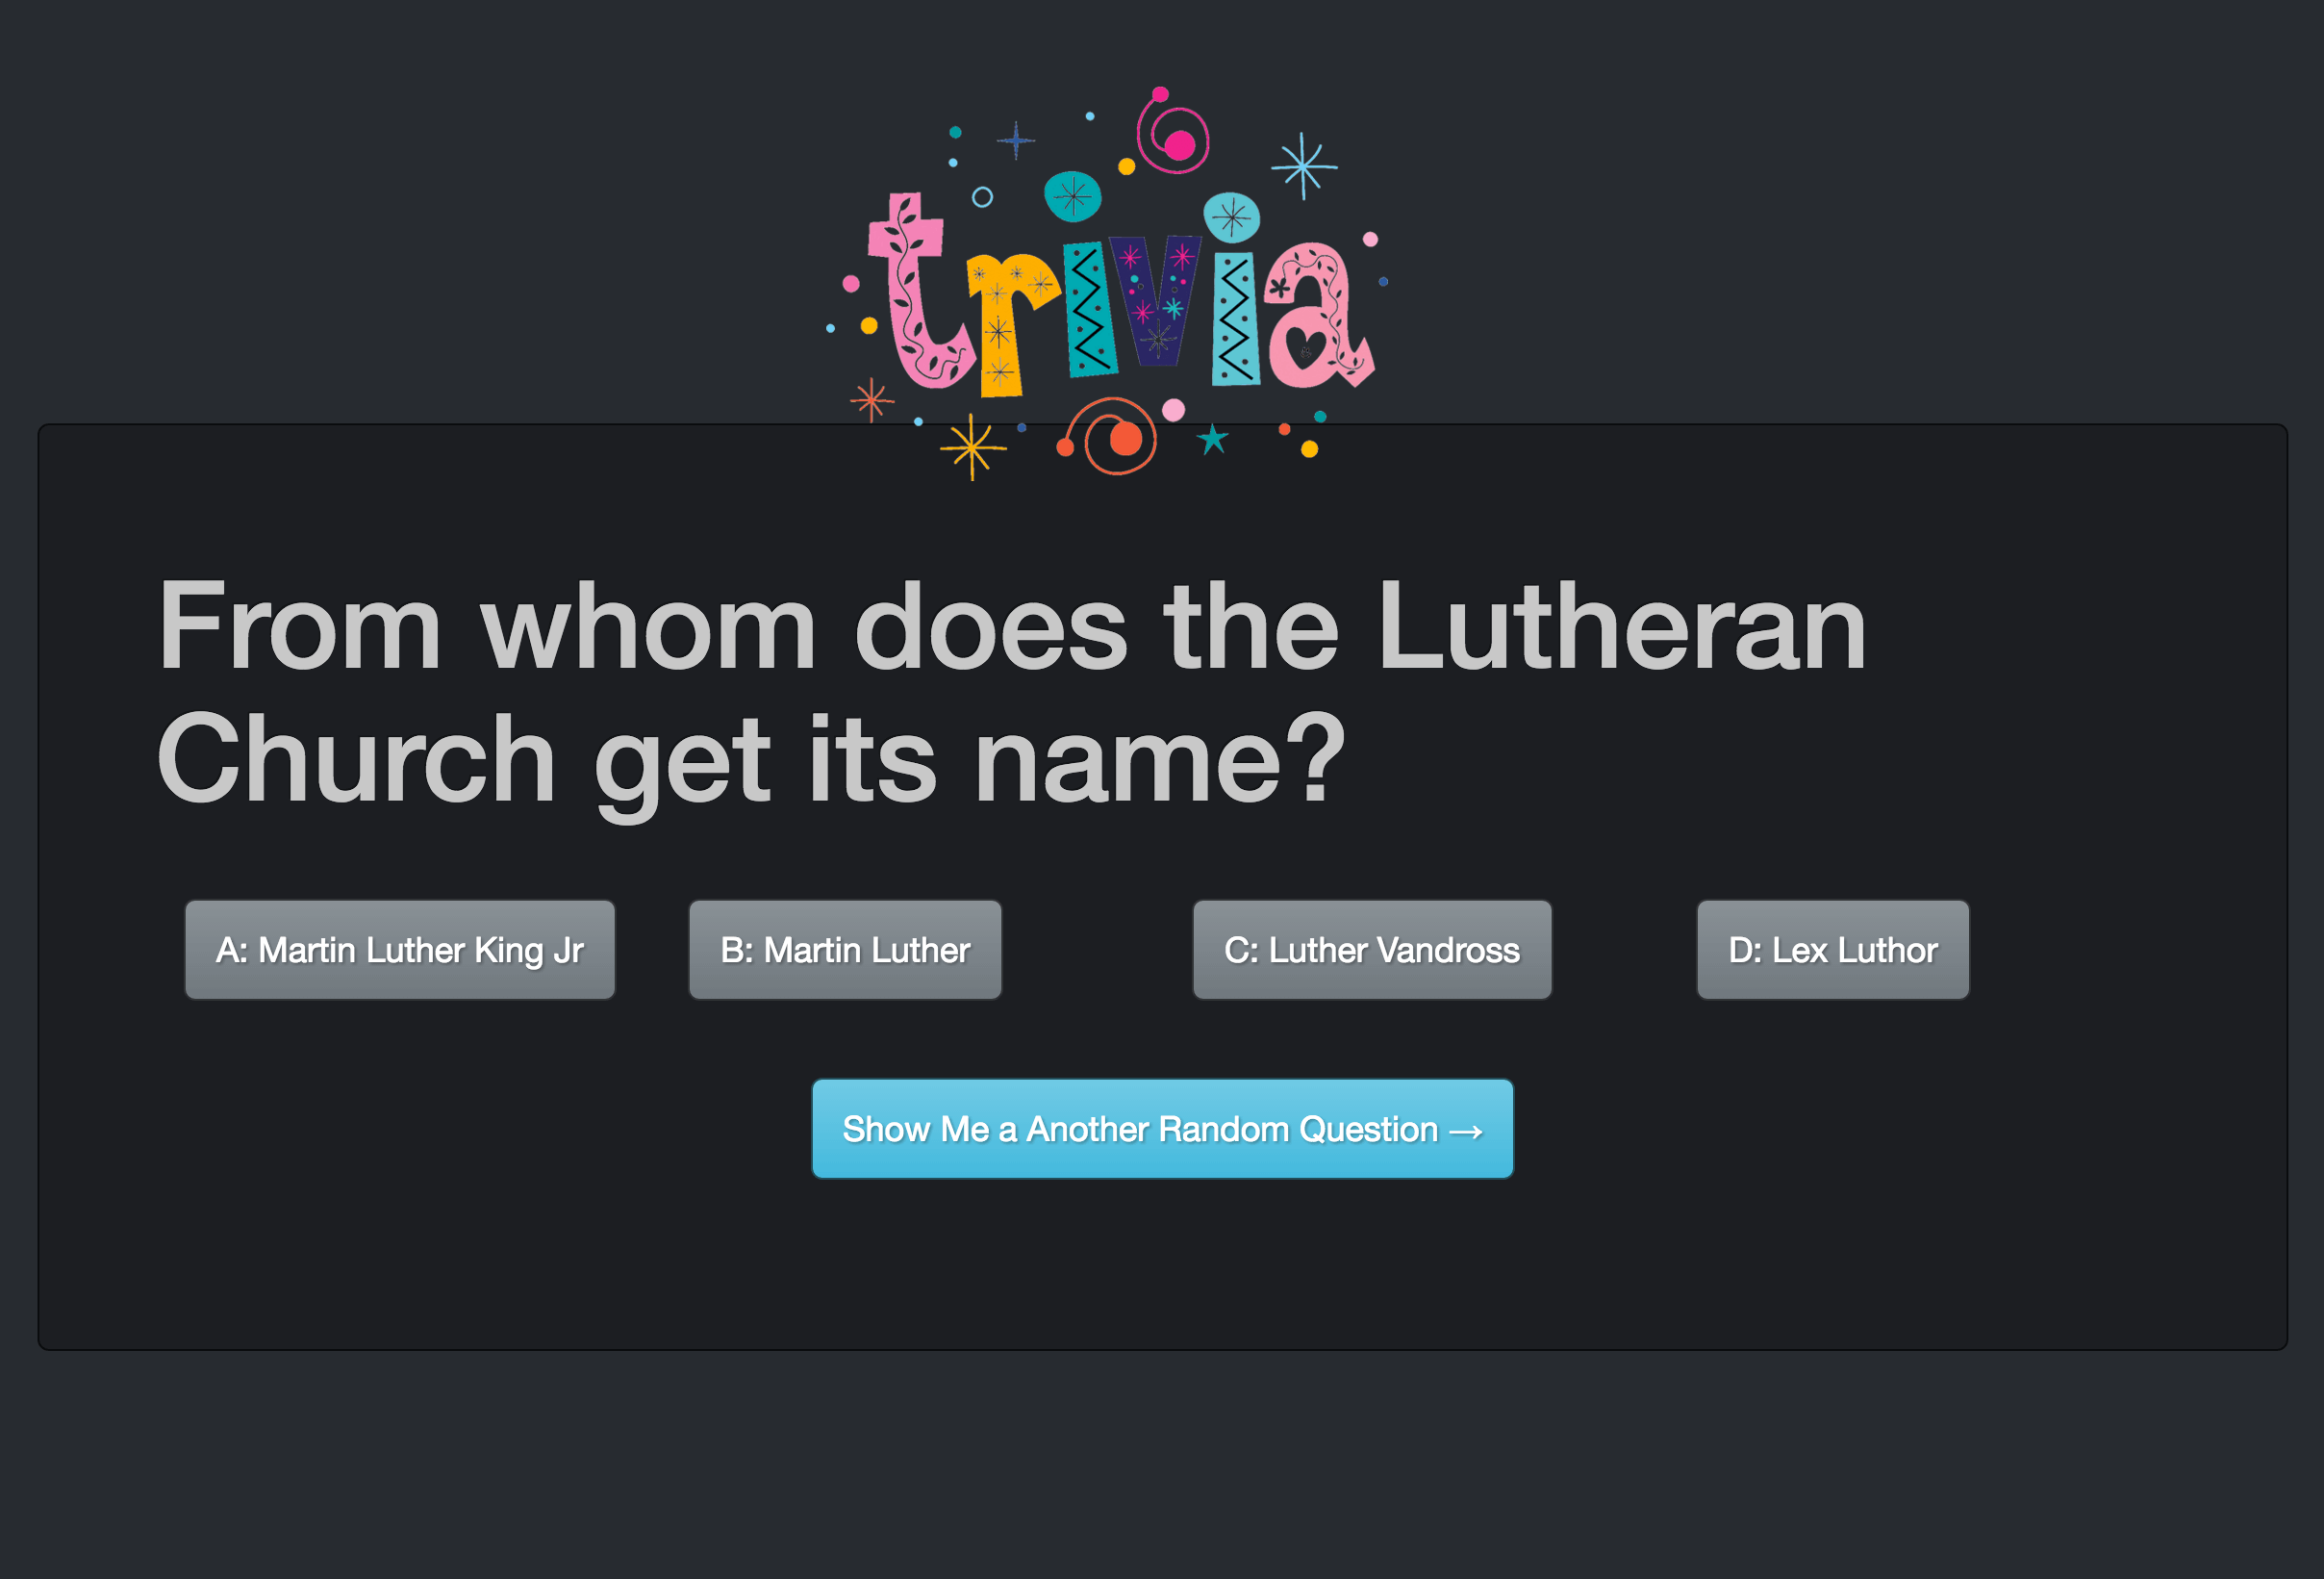 trivia
From whom does the Lutheran
Church get its name?
A: Martin Luther King Jr
B: Martin Luther
C: Luther Vandross
D: Lex Luthor
Show Me a Another Random Question →